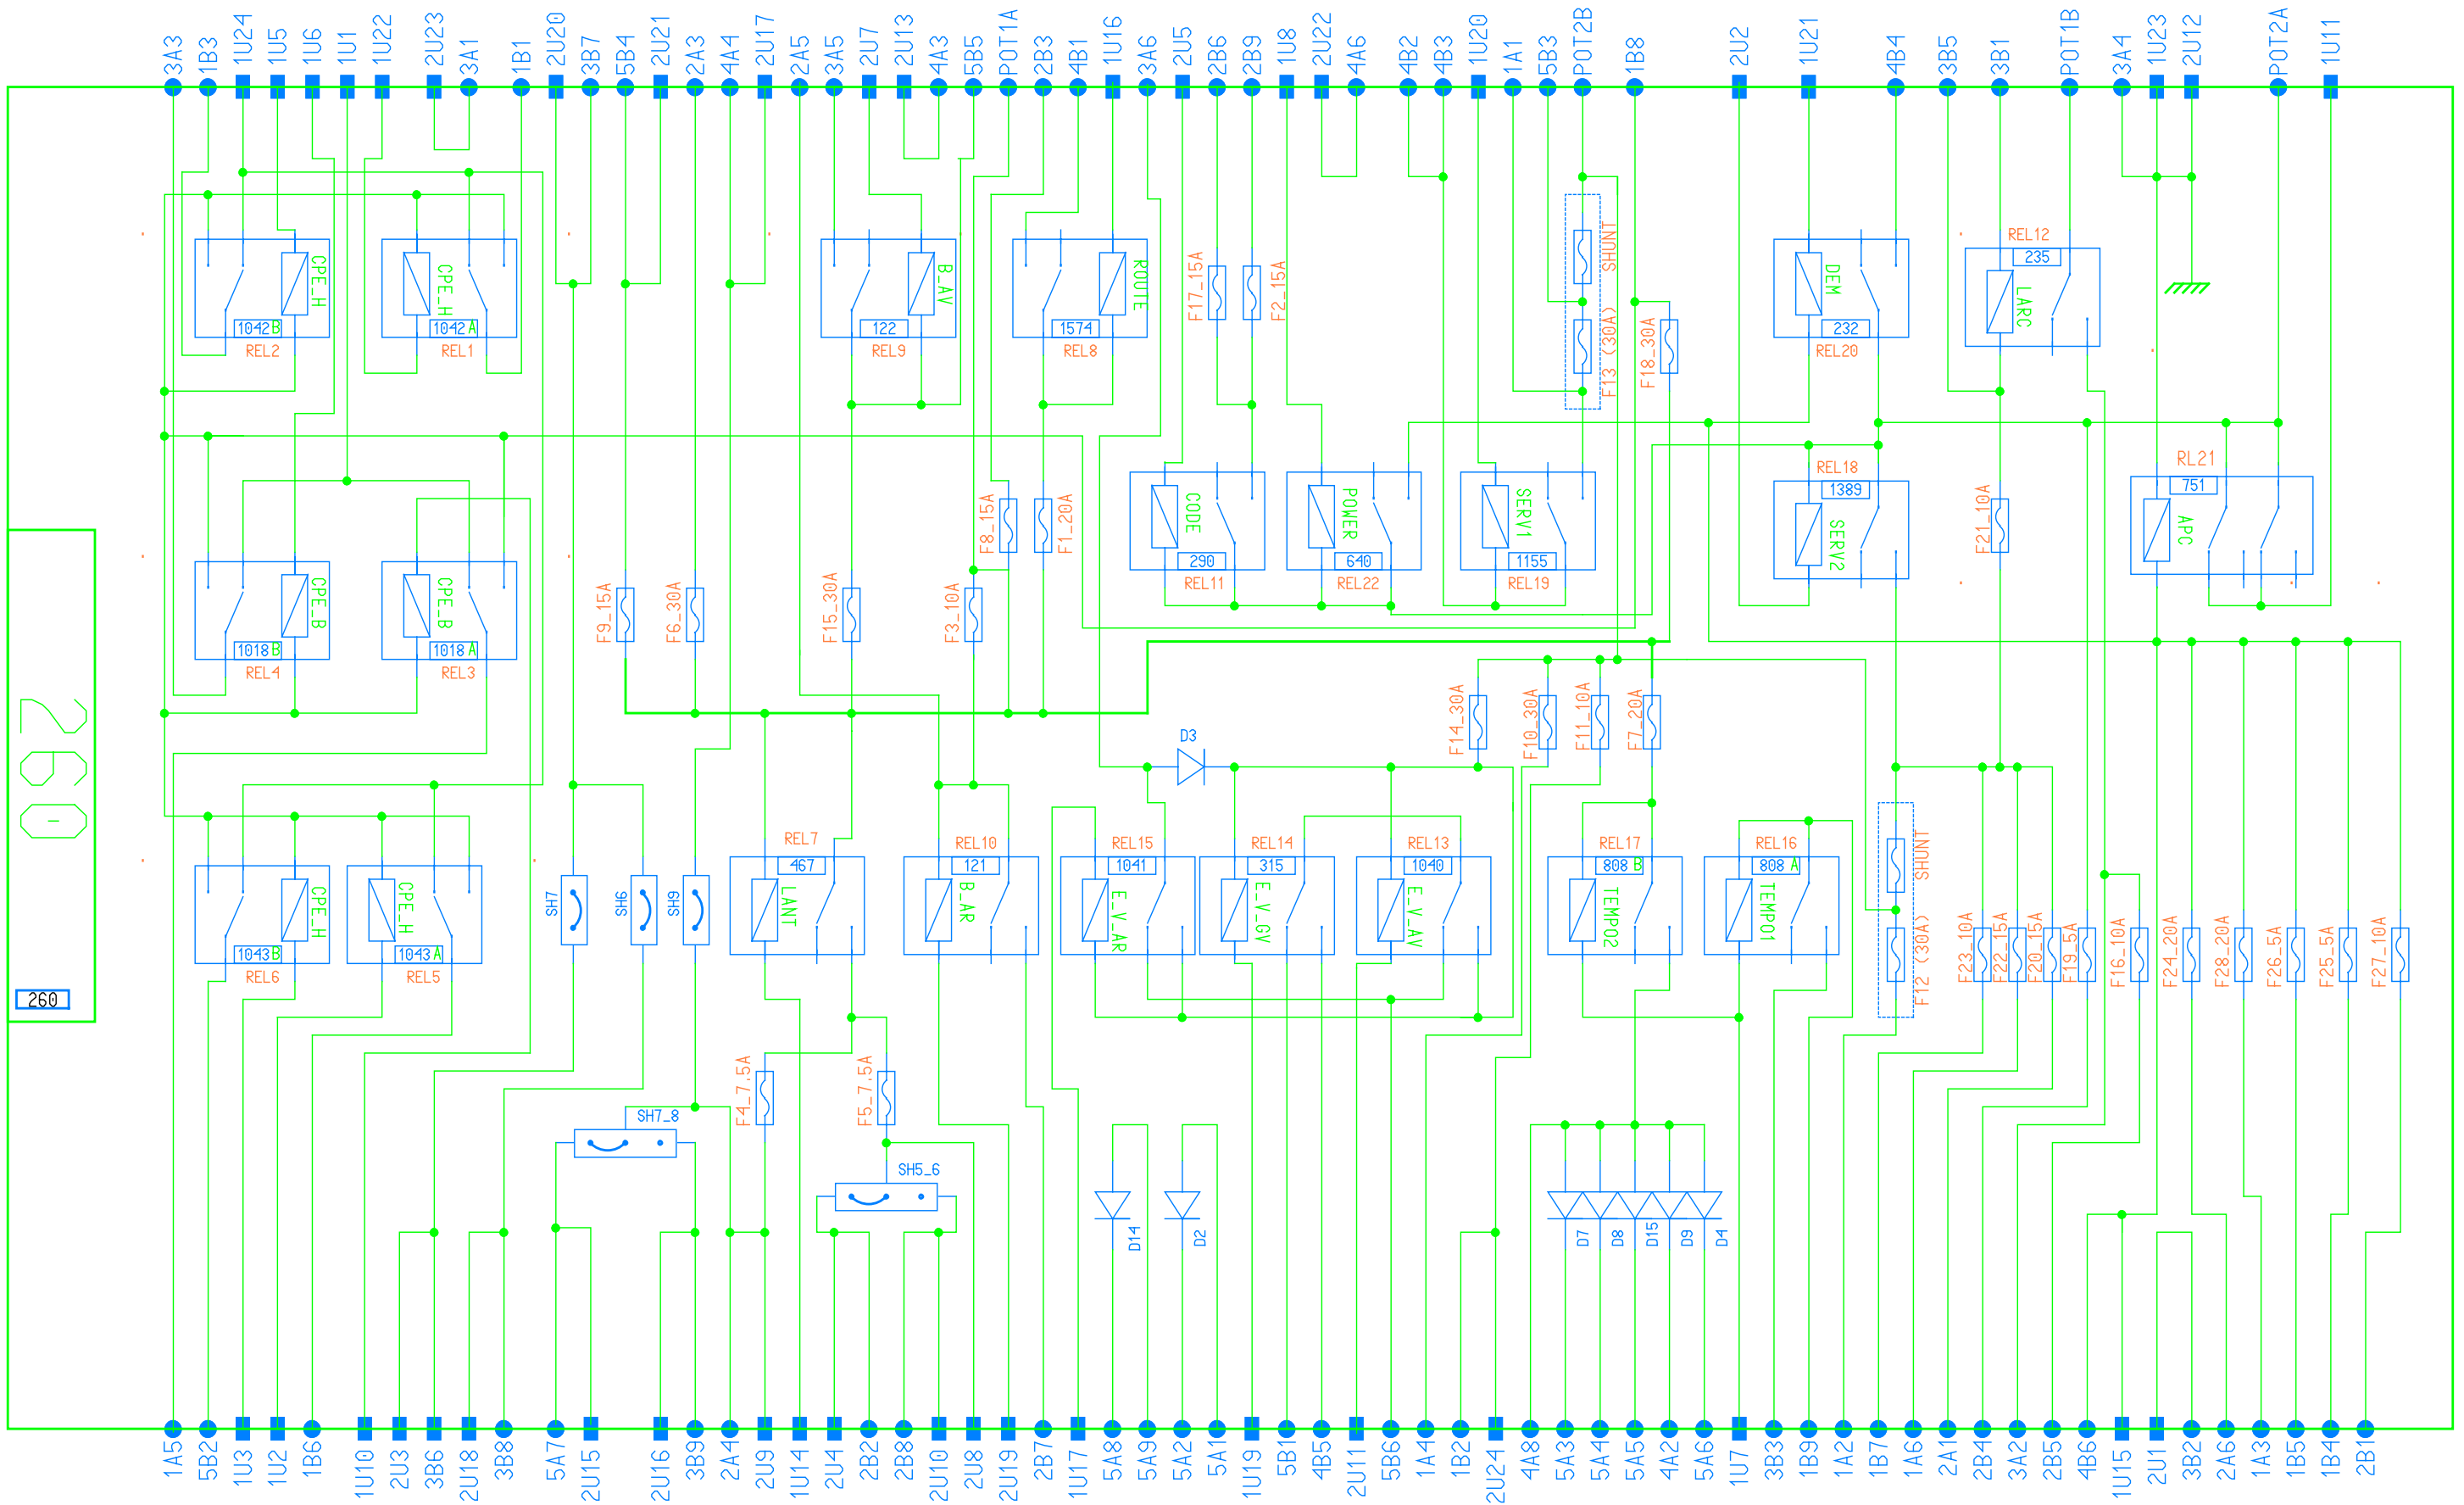 3A3
1B3
1U24
1U5
1U6
1U1
1U22
2U23
3A1
1B1
2U20
3B7
5B4
2U21
2A3
4A4
2U17
2A5
3A5
2U7
2U13
4A3
5B5
POT1A
2B3
4B1
1U16
3A6
2U5
2B6
2B9
1U8
2U22
4A6
4B2
4B3
1U20
1A1
5B3
POT2B
1B8
2U2
1U21
4B4
3B5
3B1
POT1B
3A4
1U23
2U12
POT2A
1U11
CPE_H
1042B
REL2
CPE_H
1042A
REL1
B_AV
122
REL9
ROUTE
1574
REL8
F17_15A
F2_15A
SHUNT
F13 (30A)
F18_30A
DEM
232
REL20
REL12
235
LARC
CPE_B
1018B
REL4
CPE_B
1018A
REL3
F9_15A
F6_30A
F15_30A
F3_10A
F8_15A
F1_20A
CODE
290
REL11
POWER
640
REL22
SERV1
1155
REL19
REL18
1389
SERV2
F21_10A
RL21
751
APC
260
260
D3
F14_30A
F10_30A
F11_10A
F7_20A
CPE_H
1043B
REL6
CPE_H
1043A
REL5
SH7
SH6
SH9
REL7
467
LANT
REL10
121
B_AR
REL15
1041
E_V_AR
REL14
315
E_V_GV
REL13
1040
E_V_AV
REL17
808B
TEMPO2
REL16
808A
TEMPO1
SHUNT
F12 (30A)
F23_10A
F22_15A
F20_15A
F19_5A
F16_10A
F24_20A
F28_20A
F26_5A
F25_5A
F27_10A
F4_7.5A
F5_7.5A
SH7_8
SH5_6
D14
D2
D7
D8
D15
D9
D4
1A5
5B2
1U3
1U2
1B6
1U10
2U3
3B6
2U18
3B8
5A7
2U15
2U16
3B9
2A4
2U9
1U14
2U4
2B2
2B8
2U10
2U8
2U19
2B7
1U17
5A8
5A9
5A2
5A1
1U19
5B1
4B5
2U11
5B6
1A4
1B2
2U24
4A8
5A3
5A4
5A5
4A2
5A6
1U7
3B3
1B9
1A2
1B7
1A6
2A1
2B4
3A2
2B5
4B6
1U15
2U1
3B2
2A6
1A3
1B5
1B4
2B1